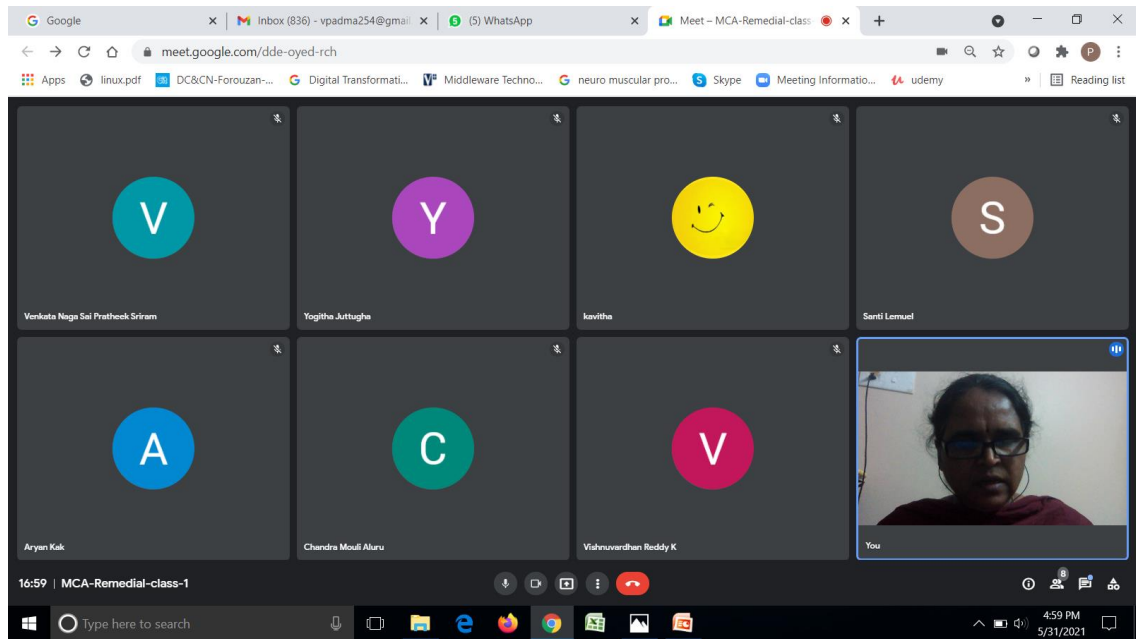 Google
Inbox (836) - vpadma254@gmail
(5) WhatsApp
Meet – MCA-Remedial-class
meet.google.com/dde-oyed-rch
P
Apps
linux.pdf
DC&CN-Forouzan-...
Digital Transformati...
Middleware Techno...
neuro muscular pro...
Skype
Meeting Informatio...
udemy
»
Reading list
V
Y
S
Venkata Naga Sai Pratheek Sriram
Yogitha Juttugha
kavitha
Santi Lemuel
A
C
V
Aryan Kak
Chandra Mouli Aluru
Vishnuvardhan Reddy K
You
16:59 | MCA-Remedial-class-1
8
Type here to search
4:59 PM
5/31/2021